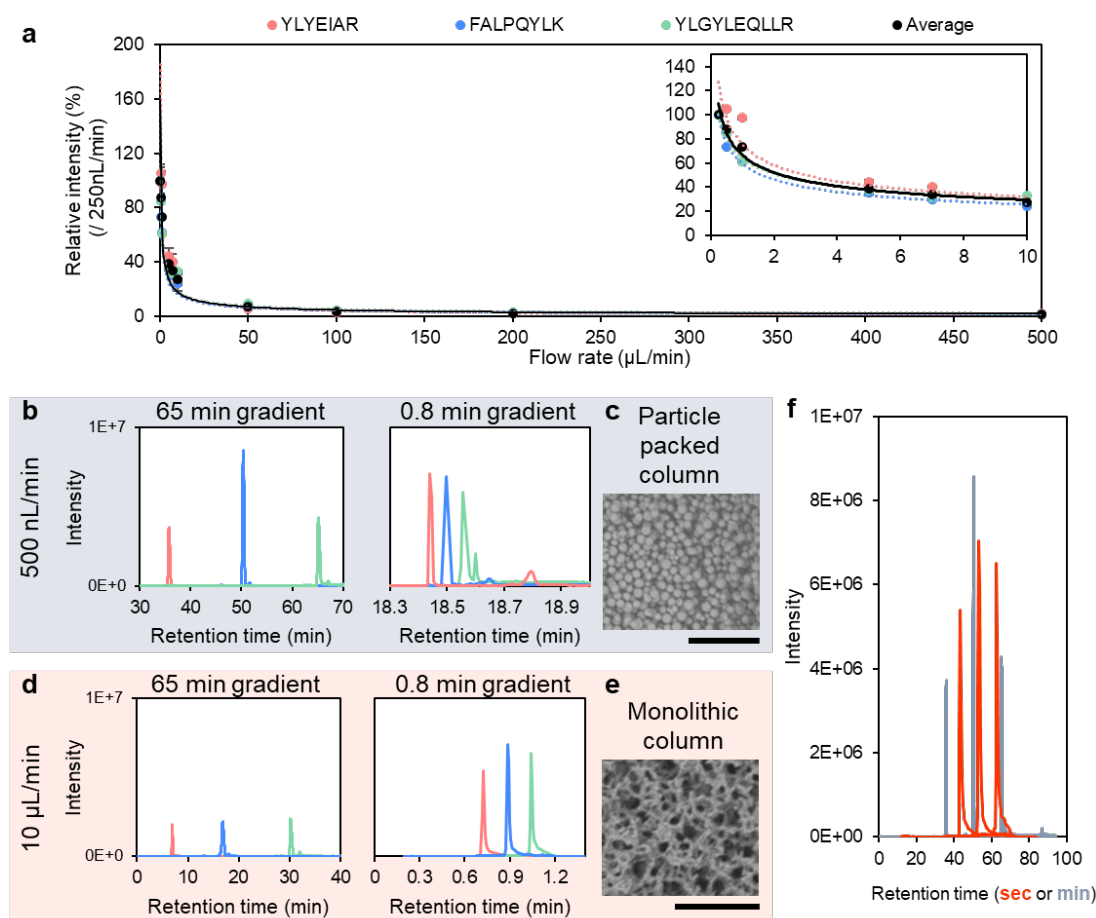 a
YLYEIAR FALPQYLK YLGYLEQLLR Average
Relative intensity (%)
(/ 250nL/min)
200
160
120
80
40
0
0 50 100 150 200 250 300 350 400 450 500
Flow rate (µL/min)
140
120
100
80
60
40
20
0
0 2 4 6 8 10
500 nL/min
b
65 min gradient
Intensity
1E+7
0E+0
30 40 50 60 70
Retention time (min)
0.8 min gradient
18.3 18.5 18.7 18.9
Retention time (min)
c
Particle
packed
column
10 µL/min
d
65 min gradient
Intensity
1E+7
0E+0
0 10 20 30 40
Retention time (min)
0.8 min gradient
0 0.3 0.6 0.9 1.2
Retention time (min)
e
Monolithic
column
f
Intensity
1E+07
8E+06
6E+06
4E+06
2E+06
0E+00
0 20 40 60 80 100
Retention time (sec or min)